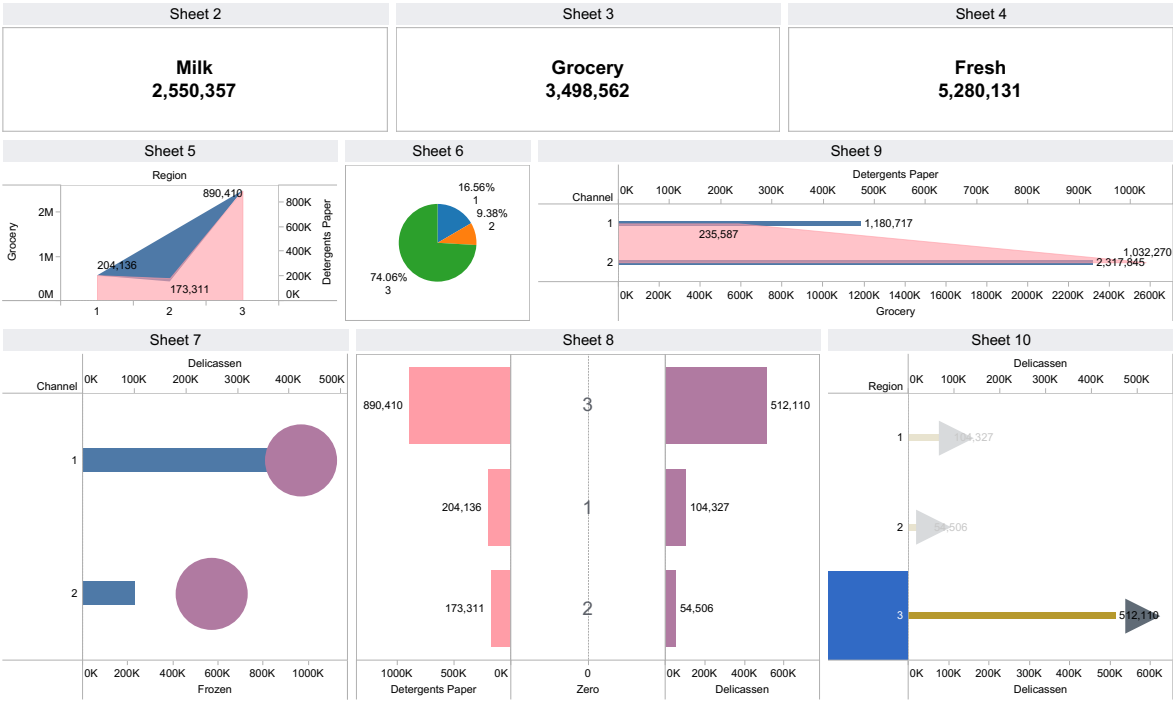 Sheet 2
Sheet 3
Sheet 4
Milk
2,550,357
Grocery
3,498,562
Fresh
5,280,131
Sheet 5
Region
890,410
2M
1M
0M
Grocery
204,136
173,311
800K
600K
400K
200K
0K
Detergents Paper
1 2 3
Sheet 6
16.56%
1
9.38%
2
74.06%
3
Sheet 9
Detergents Paper
Channel
0K 100K 200K 300K 400K 500K 600K 700K 800K 900K 1000K
1
1,180,717
235,587
1,032,270
2
2,317,845
0K 200K 400K 600K 800K 1000K 1200K 1400K 1600K 1800K 2000K 2200K 2400K 2600K
Grocery
Sheet 7
Delicassen
Channel
0K 100K 200K 300K 400K 500K
1
2
0K 200K 400K 600K 800K 1000K
Frozen
Sheet 8
890,410 3 512,110
204,136 1 104,327
173,311 2 54,506
1000K 500K 0K 0 0K 200K 400K 600K
Detergents Paper Zero Delicassen
Sheet 10
Delicassen
Region
0K 100K 200K 300K 400K 500K
1 104,327
2 54,506
3 512,110
0K 100K 200K 300K 400K 500K 600K
Delicassen